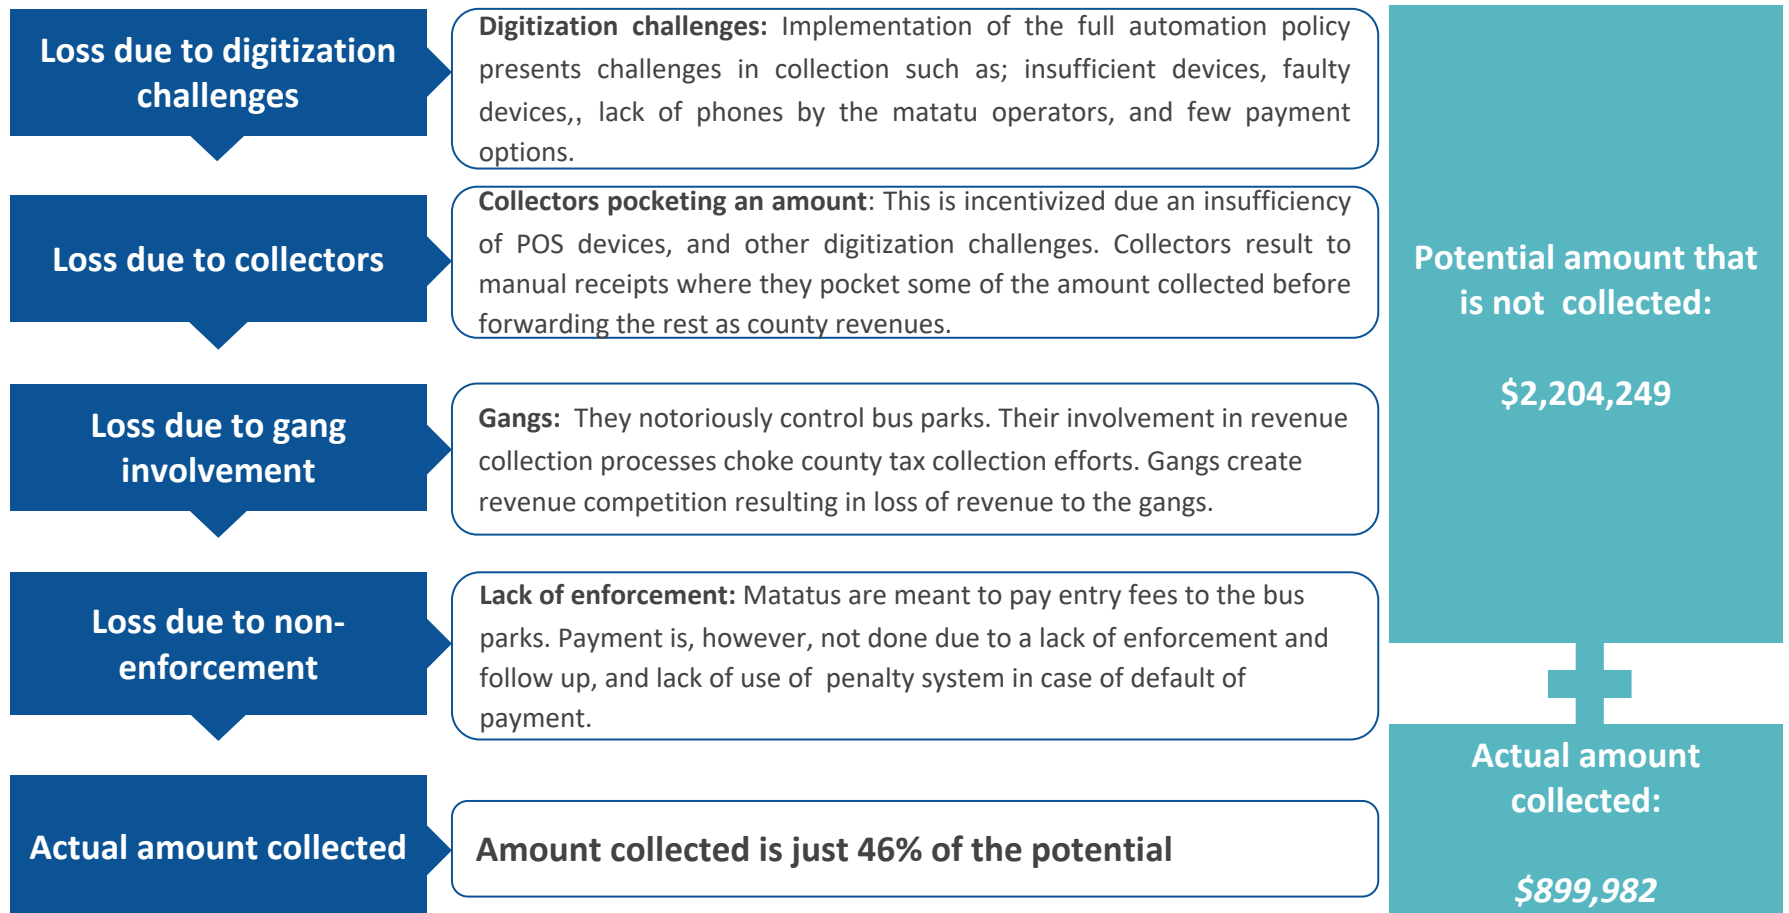 Loss due to digitization
challenges
Digitization challenges: Implementation of the full automation policy
presents challenges in collection such as; insufficient devices, faulty
devices,, lack of phones by the matatu operators, and few payment
options.
Loss due to collectors
Collectors pocketing an amount: This is incentivized due an insufficiency
of POS devices, and other digitization challenges. Collectors result to
manual receipts where they pocket some of the amount collected before
forwarding the rest as county revenues.
Loss due to gang
involvement
Gangs: They notoriously control bus parks. Their involvement in revenue
collection processes choke county tax collection efforts. Gangs create
revenue competition resulting in loss of revenue to the gangs.
Loss due to non-
enforcement
Lack of enforcement: Matatus are meant to pay entry fees to the bus
parks. Payment is, however, not done due to a lack of enforcement and
follow up, and lack of use of penalty system in case of default of
payment.
Actual amount collected
Amount collected is just 46% of the potential
Potential amount that
is not collected:
$2,204,249
Actual amount
collected:
$899,982